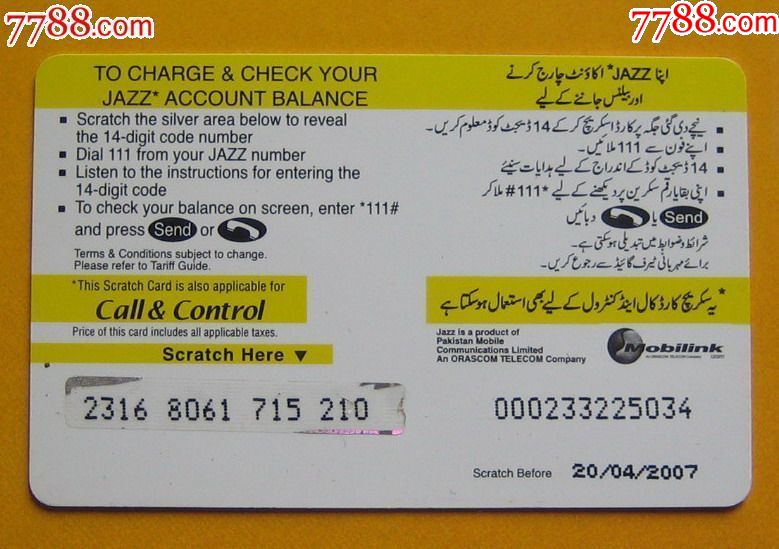 7788.com
7788.com
TO CHARGE & CHECK YOUR
JAZZ* ACCOUNT BALANCE
Scratch the silver area below to reveal
the 14-digit code number
Dial 111 from your JAZZ number
Listen to the instructions for entering the
14-digit code
To check your balance on screen, enter *111#
and press Send or
Terms & Conditions subject to change.
Please refer to Tariff Guide.
*This Scratch Card is also applicable for
Call & Control
Price of this card includes all applicable taxes.
Scratch Here ▼
2316 8061 715 210
اپنا JAZZ* اکاؤنٹ چارج کرنے
اور بیلنس جاننے کے لیے
نیچے دی گئی جگہ پر کارڈ اسکریچ کر کے 14 ڈیجٹ کوڈ معلوم کریں۔
اپنے فون سے 111 ملائیں۔
14 ڈیجٹ کوڈ کے اندراج کے لیے ہدایات سنیئے
اپنی بقایا رقم سکرین پر دیکھنے کے لیے *111# ملا کر
Send یا دبائیں
شرائط و ضوابط میں تبدیلی ہو سکتی ہے۔
برائے مہربانی ٹیرف گائیڈ سے رجوع کریں۔
*یہ سکریچ کارڈ کال اینڈ کنٹرول کے لیے بھی استعمال ہو سکتا ہے
Jazz is a product of
Pakistan Mobile
Communications Limited
An ORASCOM TELECOM Company
Mobilink
An ORASCOM TELECOM Company
000233225034
Scratch Before 20/04/2007